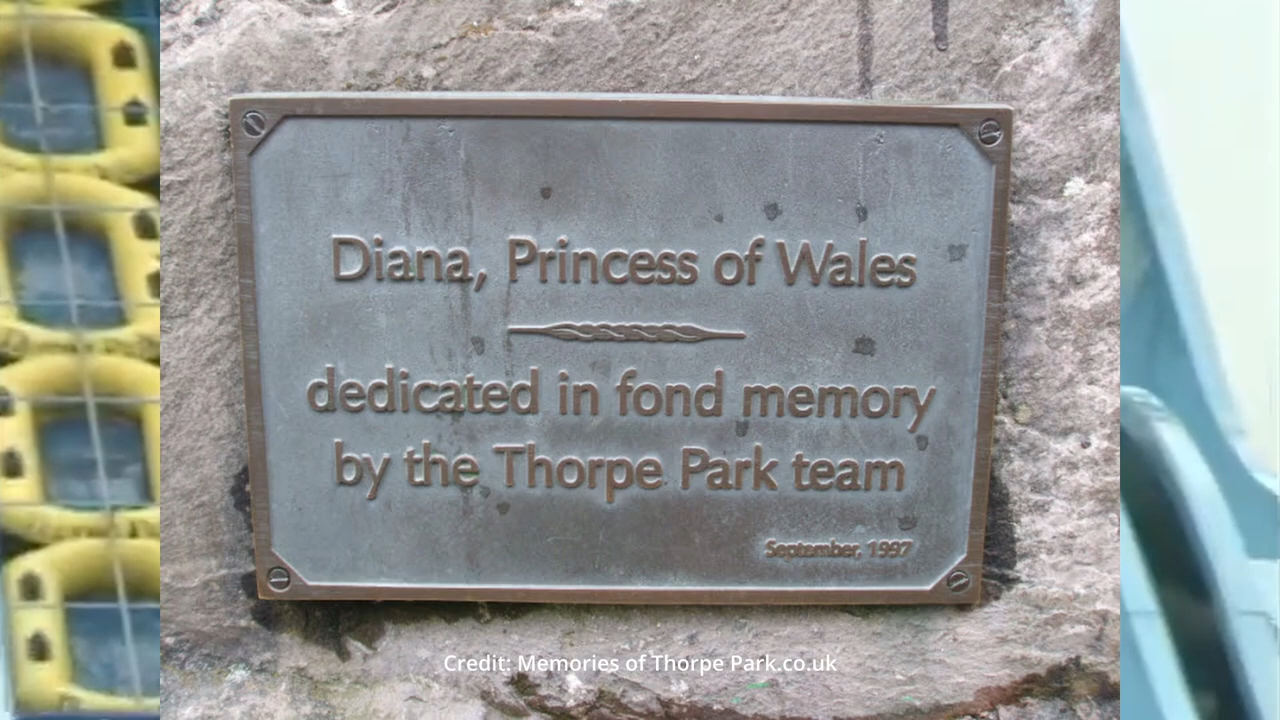 Diana, Princess of Wales
dedicated in fond memory
by the Thorpe Park team
September, 1997
Credit: Memories of Thorpe Park.co.uk